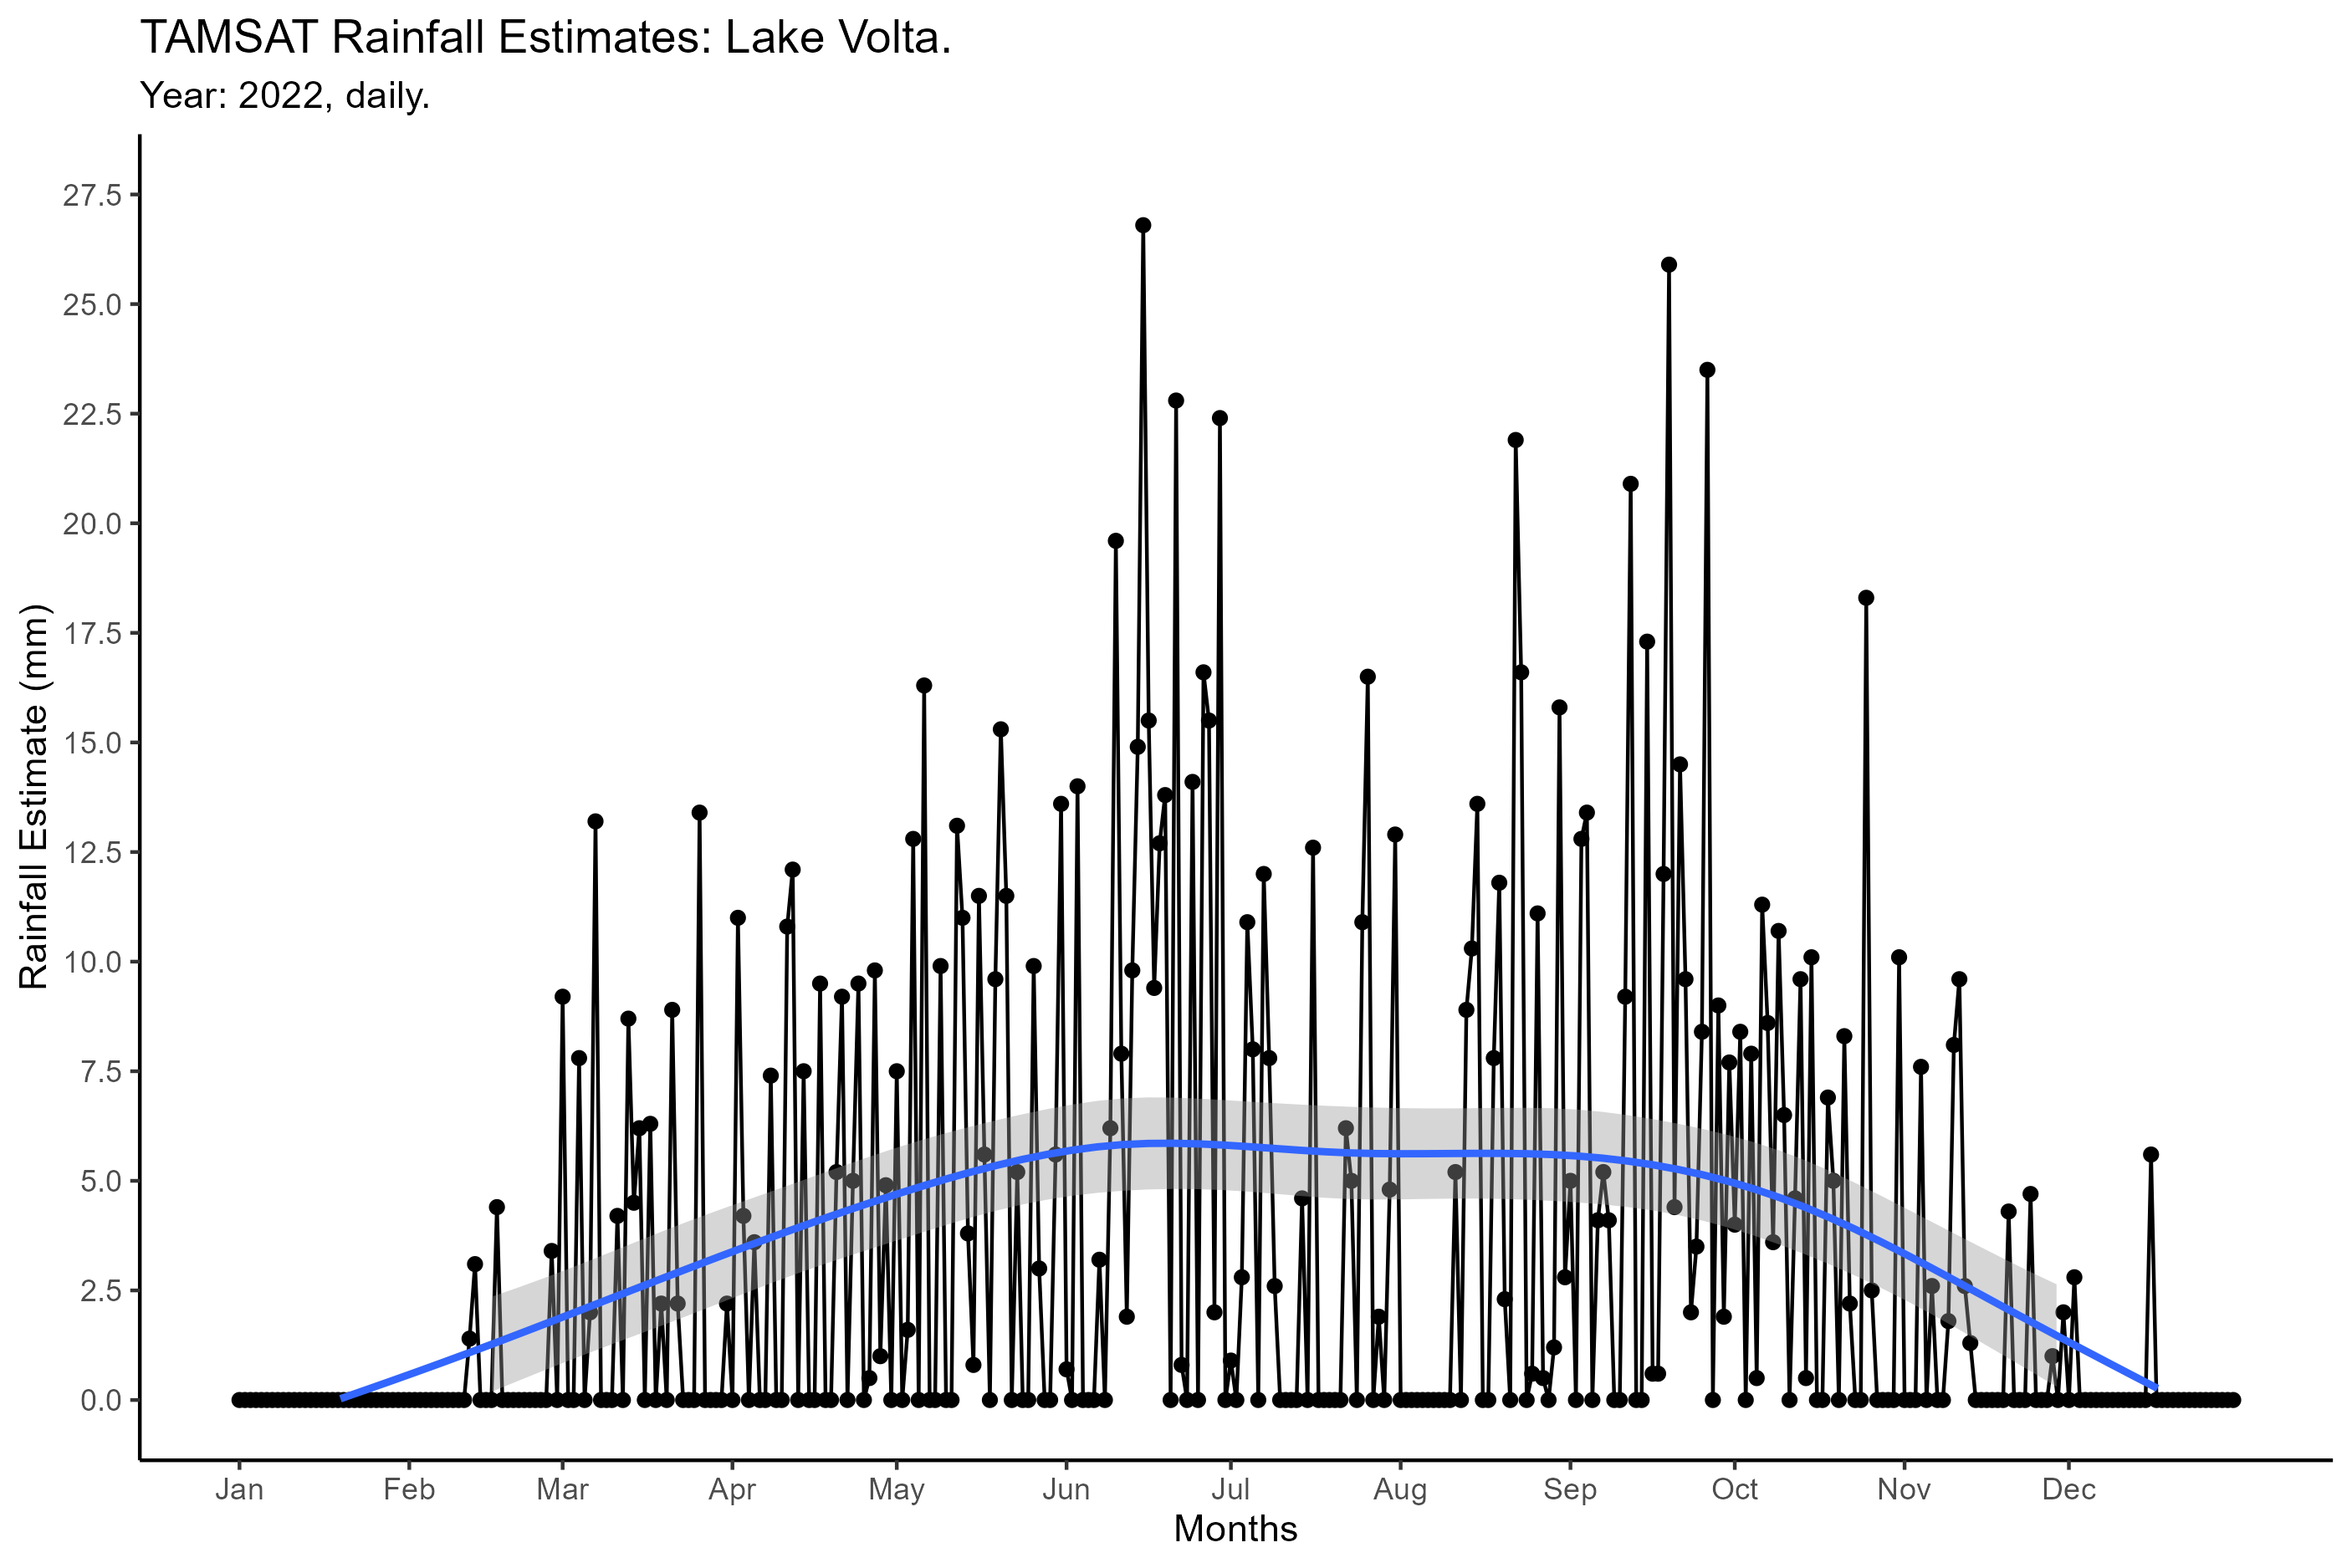 TAMSAT Rainfall Estimates: Lake Volta.
Year: 2022, daily.
Rainfall Estimate (mm)
27.5
25.0
22.5
20.0
17.5
15.0
12.5
10.0
7.5
5.0
2.5
0.0
Jan Feb Mar Apr May Jun Jul Aug Sep Oct Nov Dec
Months